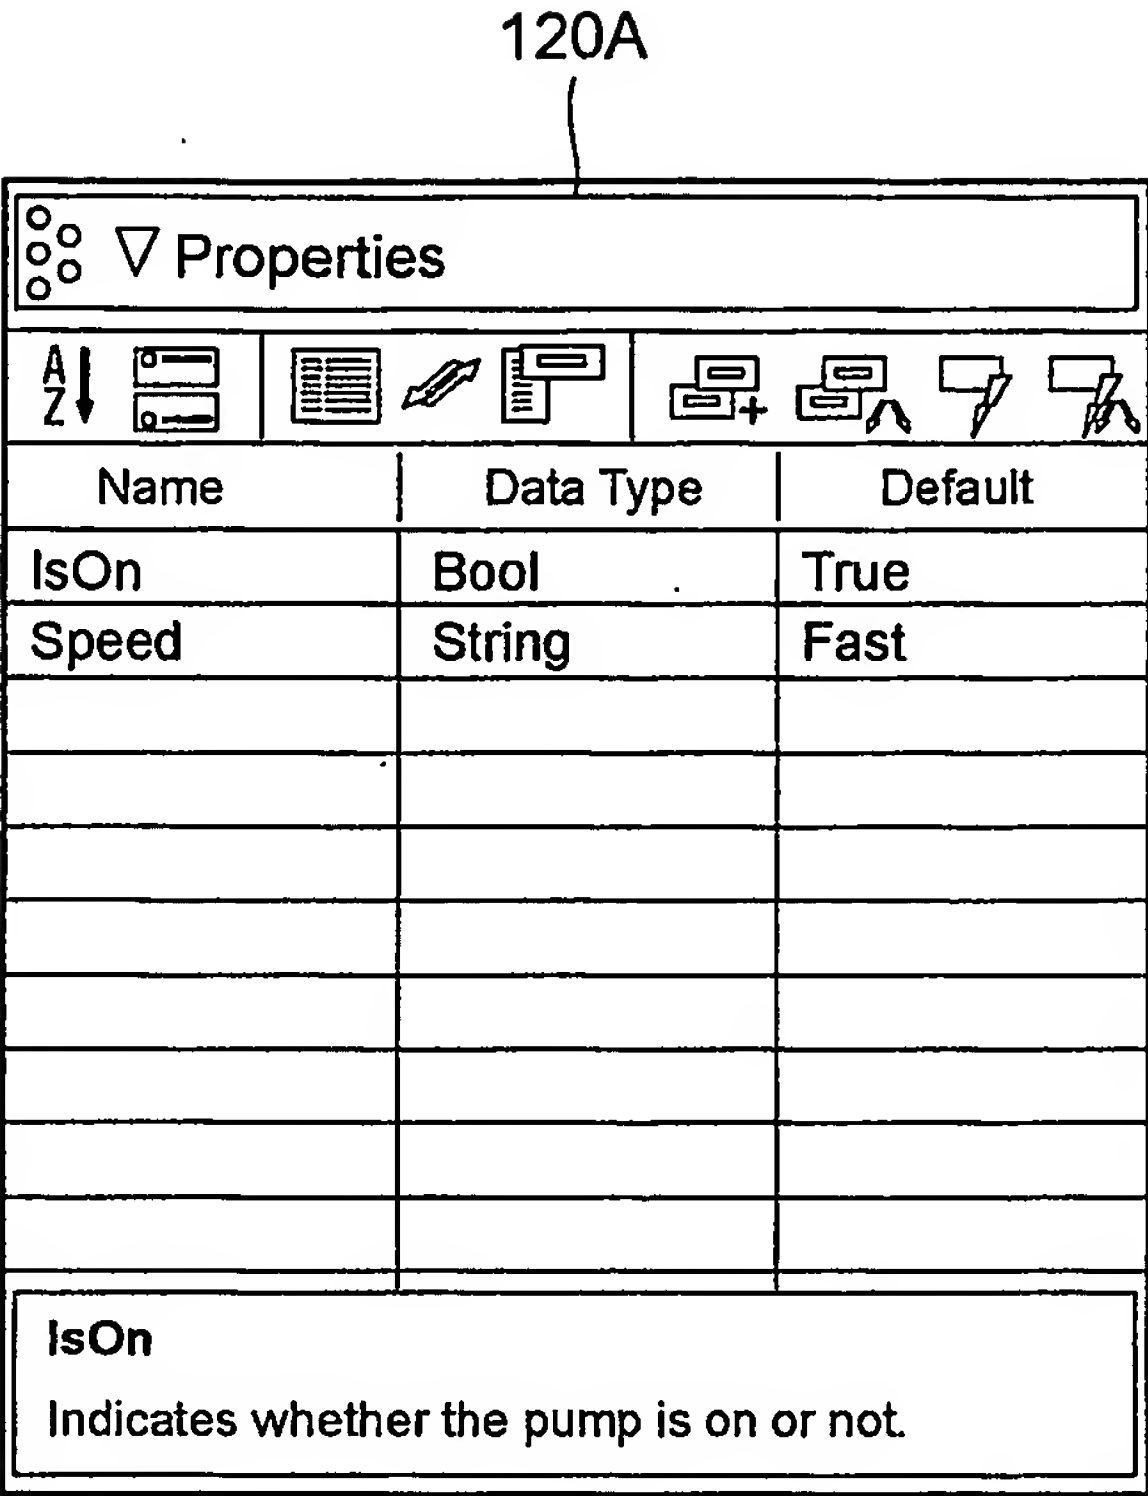 120A
▽ Properties
A
Z
Name Data Type Default
IsOn Bool True
Speed String Fast
IsOn
Indicates whether the pump is on or not.